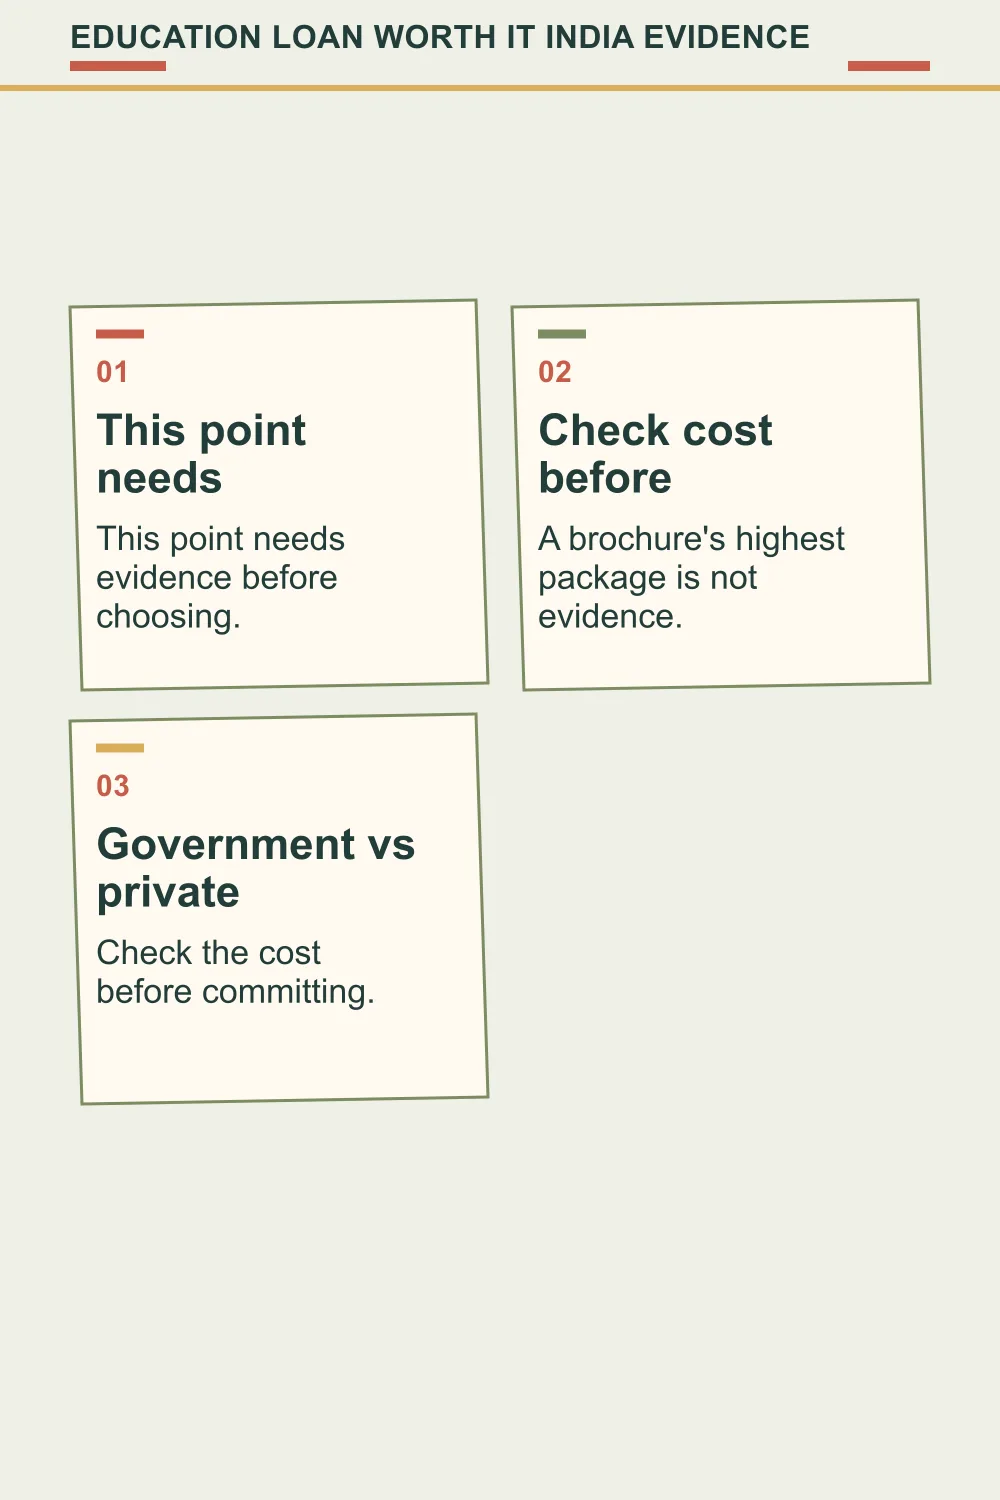 EDUCATION LOAN WORTH IT INDIA EVIDENCE
01
This point
needs
This point needs
evidence before
choosing.
02
Check cost
before
A brochure's highest
package is not
evidence.
03
Government vs
private
Check the cost
before committing.